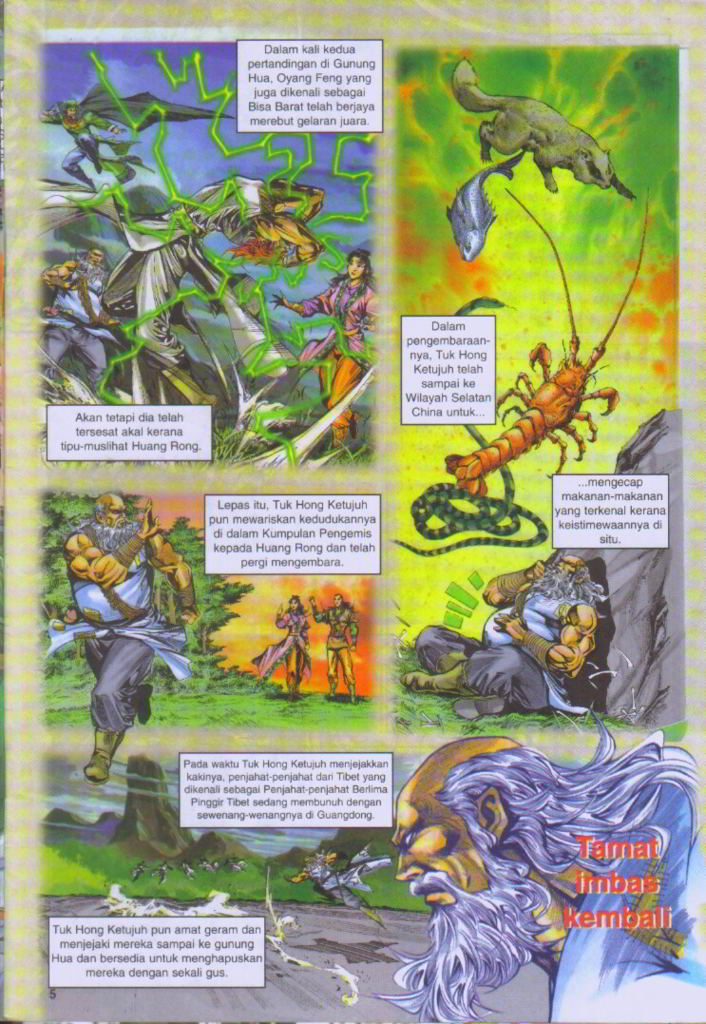 Dalam kali kedua
pertandingan di Gunung
Hua, Oyang Feng yang
juga dikenali sebagai
Bisa Barat telah berjaya
merebut gelaran juara.
Akan tetapi dia telah
tersesat akal kerana
tipu-muslihat Huang Rong.
Dalam
pengembaraan-
nya, Tuk Hong
Ketujuh telah
sampai ke
Wilayah Selatan
China untuk...
...mengecap
makanan-makanan
yang terkenal kerana
keistimewaannya di
situ.
Lepas itu, Tuk Hong Ketujuh
pun mewariskan kedudukannya
di dalam Kumpulan Pengemis
kepada Huang Rong dan telah
pergi mengembara.
Pada waktu Tuk Hong Ketujuh menjejakkan
kakinya, penjahat-penjahat dari Tibet yang
dikenali sebagai Penjahat-penjahat Berlima
Pinggir Tibet sedang membunuh dengan
sewenang-wenangnya di Guangdong.
Tamat
imbas
kembali
Tuk Hong Ketujuh pun amat geram dan
menjejaki mereka sampai ke gunung
Hua dan bersedia untuk menghapuskan
mereka dengan sekali gus.
5